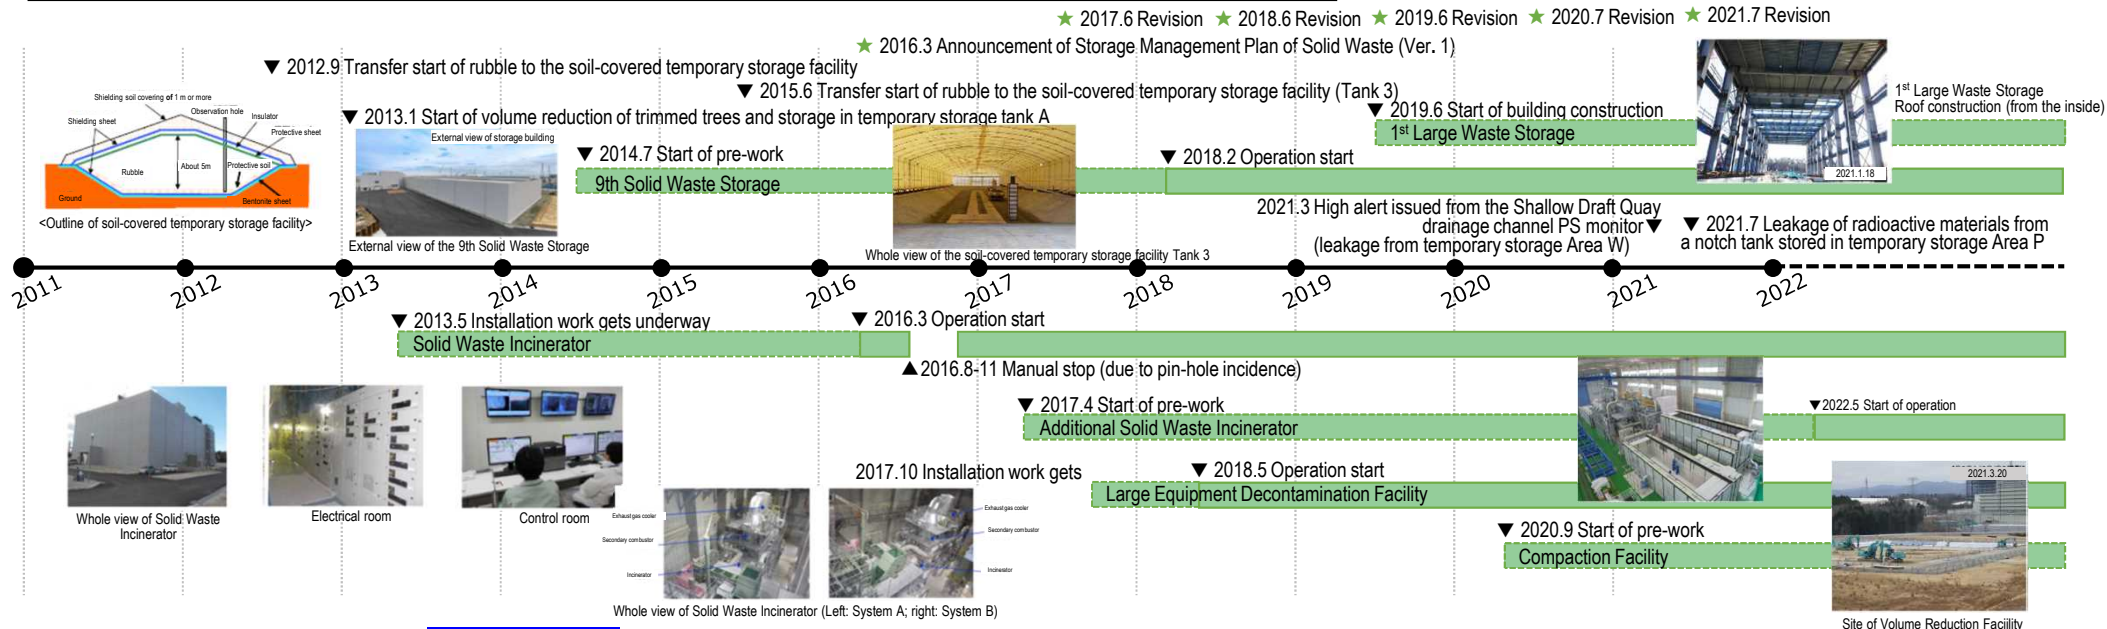 ★ 2017.6 Revision ★ 2018.6 Revision ★ 2019.6 Revision ★ 2020.7 Revision ★ 2021.7 Revision
★ 2016.3 Announcement of Storage Management Plan of Solid Waste (Ver. 1)
▼ 2012.9 Transfer start of rubble to the soil-covered temporary storage facility
▼ 2015.6 Transfer start of rubble to the soil-covered temporary storage facility (Tank 3)
▼ 2013.1 Start of volume reduction of trimmed trees and storage in temporary storage tank A
Shielding soil covering of 1 m or more
Observation hole
Shielding sheet
Insulator
Protective sheet
About 5m
Protective soil
Rubble
Ground
Bentonite sheet
<Outline of soil-covered temporary storage facility>
External view of storage building
External view of the 9th Solid Waste Storage
▼ 2014.7 Start of pre-work
9th Solid Waste Storage
▼ 2018.2 Operation start
Whole view of the soil-covered temporary storage facility Tank 3
▼ 2019.6 Start of building construction
1st Large Waste Storage
2021.1.18
1st Large Waste Storage
Roof construction (from the inside)
2021.3 High alert issued from the Shallow Draft Quay
drainage channel PS monitor ▼
(leakage from temporary storage Area W)
▼ 2021.7 Leakage of radioactive materials from
a notch tank stored in temporary storage Area P
2011 2012 2013 2014 2015 2016 2017 2018 2019 2020 2021 2022
▼ 2013.5 Installation work gets underway
Solid Waste Incinerator
▼ 2016.3 Operation start
▲ 2016.8-11 Manual stop (due to pin-hole incidence)
▼ 2017.4 Start of pre-work
Additional Solid Waste Incinerator
▼ 2022.5 Start of operation
2017.10 Installation work gets
▼ 2018.5 Operation start
Large Equipment Decontamination Facility
▼ 2020.9 Start of pre-work
Compaction Facility
2021.3.20
Site of Volume Reduction Faciility
Whole view of Solid Waste
Incinerator
Electrical room
Control room
Exhaust gas cooler
Secondary combustor
Incinerator
Exhaust gas cooler
Secondary combustor
Incinerator
Whole view of Solid Waste Incinerator (Left: System A; right: System B)